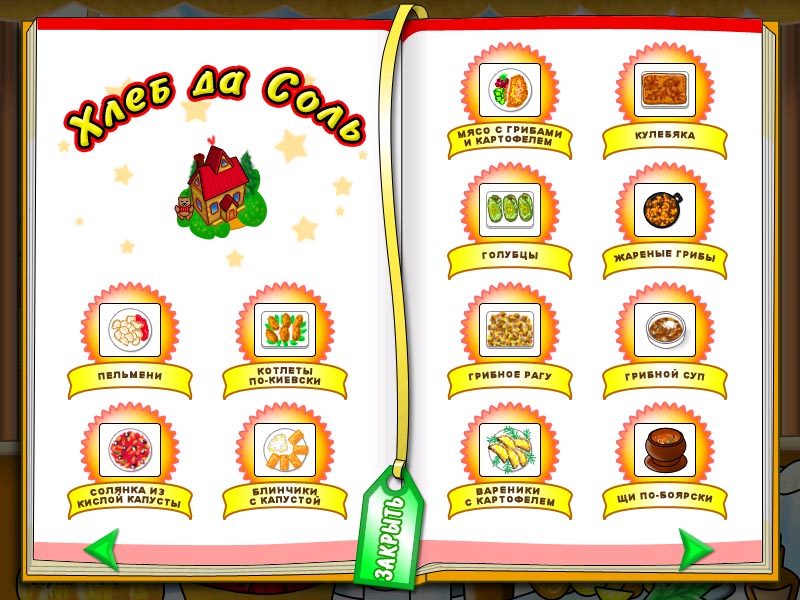 Хлеб да Соль
ПЕЛЬМЕНИ
КОТЛЕТЫ
ПО-КИЕВСКИ
СОЛЯНКА ИЗ
КИСЛОЙ КАПУСТЫ
БЛИНЧИКИ
С КАПУСТОЙ
МЯСО С ГРИБАМИ
И КАРТОФЕЛЕМ
КУЛЕБЯКА
ГОЛУБЦЫ
ЖАРЕНЫЕ ГРИБЫ
ГРИБНОЕ РАГУ
ГРИБНОЙ СУП
ВАРЕНИКИ
С КАРТОФЕЛЕМ
ЩИ ПО-БОЯРСКИ
ЗАКРЫТЬ